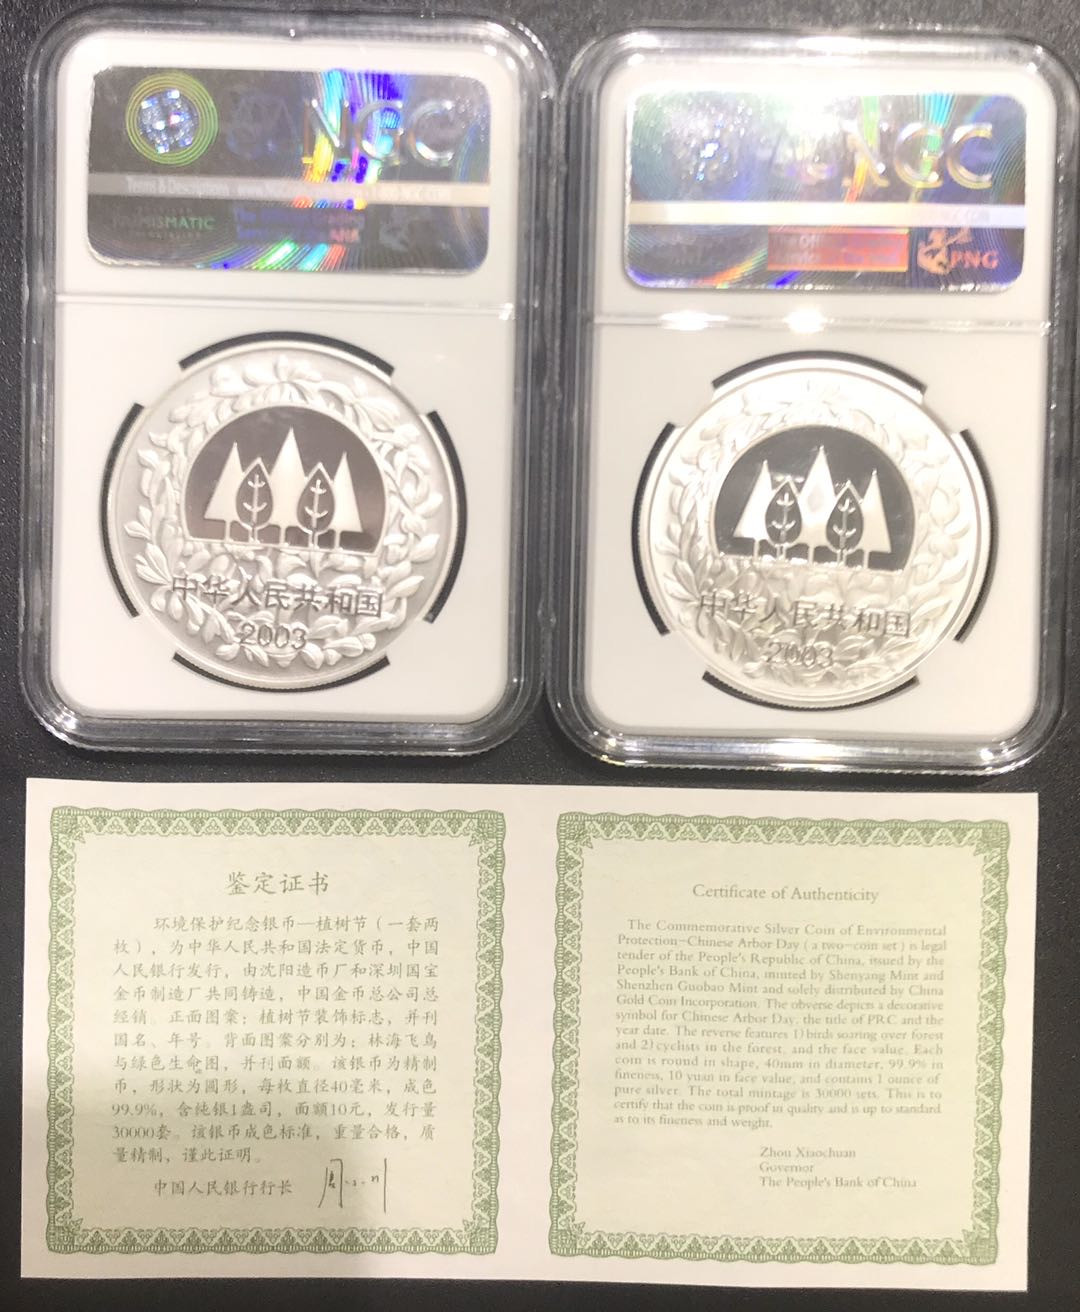 NGC
NUMISMATIC
NGC
PNG
中华人民共和国
2003
中华人民共和国
2003
鉴定证书
环境保护纪念银币—植树节（一套两
枚），为中华人民共和国法定货币，中国
人民银行发行，由沈阳造币厂和深圳国宝
金币制造厂共同铸造，中国金币总公司总
经销。正面图案：植树节装饰标志，并刊
国名、年号。背面图案分别为：林海飞鸟
与绿色生命图，并刊面额。该银币为精制
币，形状为圆形，每枚直径40毫米，成色
99.9%，含纯银1盎司，面额10元，发行量
30000套。该银币成色标准，重量合格，质
量精制，谨此证明。
中国人民银行行长
Certificate of Authenticity
The Commemorative Silver Coin of Environmental
Protection—Chinese Arbor Day ( a two—coin set ) is legal
tender of the People's Republic of China, issued by the
People's Bank of China, minted by Shenyang Mint and
Shenzhen Guobao Mint and solely distributed by China
Gold Coin Incorporation. The obverse depicts a decorative
symbol for Chinese Arbor Day, the title of PRC and the
year date. The reverse features 1) birds soaring over forest
and 2) cyclists in the forest, and the face value. Each
coin is round in shape, 40mm in diameter, 99.9% in
fineness, 10 yuan in face value, and contains 1 ounce of
pure silver. The total mintage is 30000 sets. This is to
certify that the coin is proof in quality and is up to standard
as to its fineness and weight.
Zhou Xiaochuan
Governor
The People's Bank of China